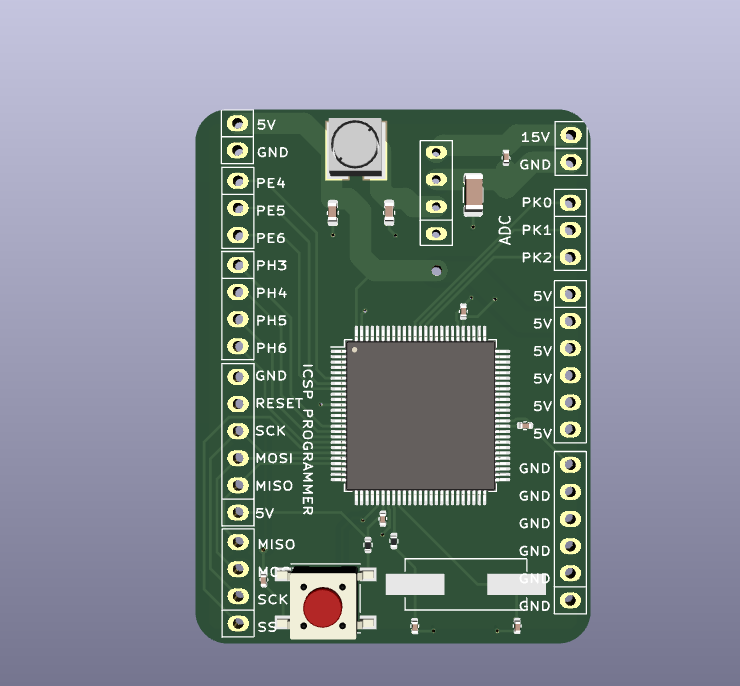 5V
GND
PE4
PE5
PE6
PH3
PH4
PH5
PH6
GND
RESET
SCK
MOSI
MISO
5V
MISO
SCK
SS
ICSP PROGRAMMER
ADC
15V
GND
PK0
PK1
PK2
5V
5V
5V
5V
5V
5V
GND
GND
GND
GND
GND
GND